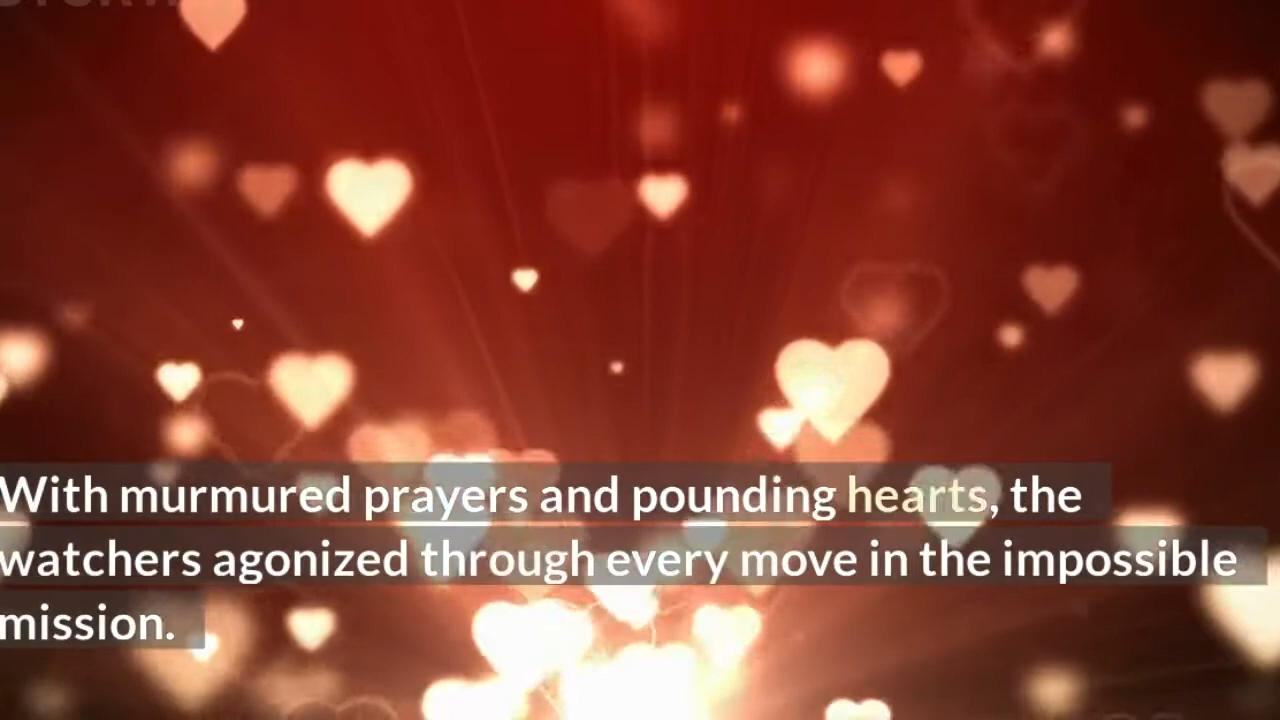 With murmured prayers and pounding hearts, the
watchers agonized through every move in the impossible
mission.